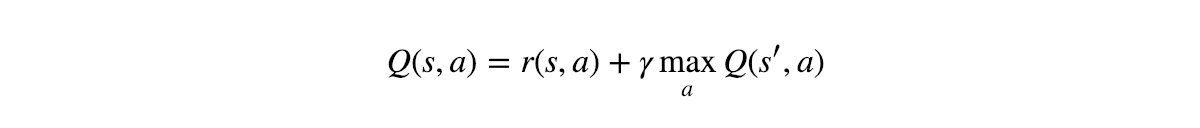 Q(s, a) = r(s, a) + γ max Q(s′, a)
a